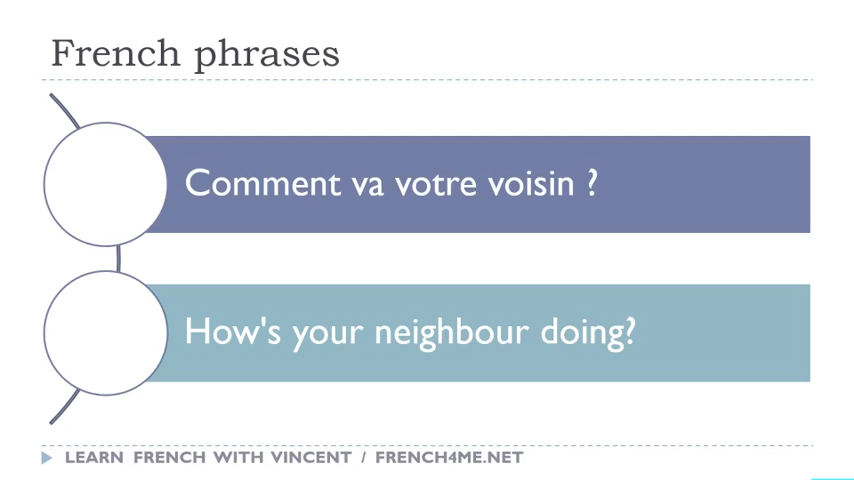 French phrases
Comment va votre voisin ?
How's your neighbour doing?
LEARN FRENCH WITH VINCENT / FRENCH4ME.NET